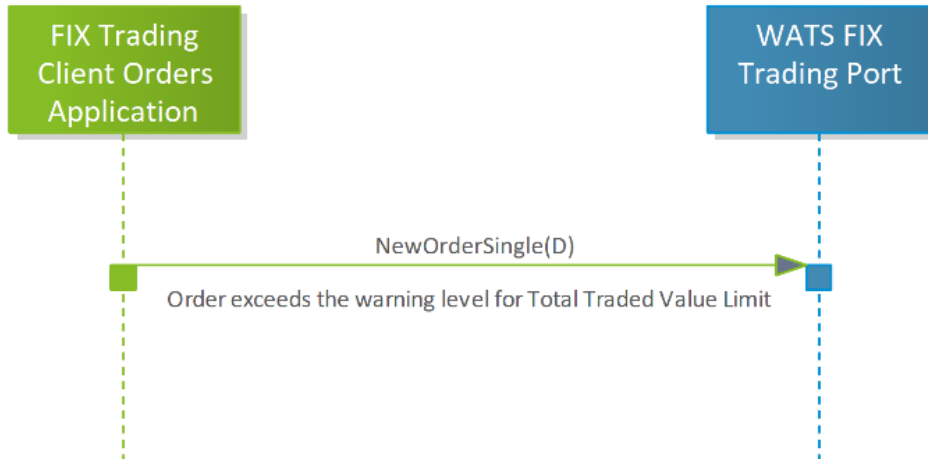 FIX Trading
Client Orders
Application
WATS FIX
Trading Port
NewOrderSingle(D)
Order exceeds the warning level for Total Traded Value Limit